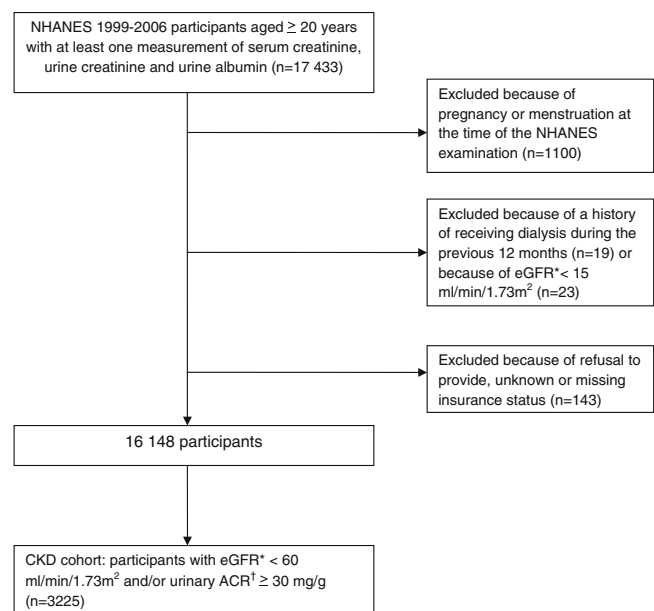 NHANES 1999-2006 participants aged ≥ 20 years
with at least one measurement of serum creatinine,
urine creatinine and urine albumin (n=17 433)
Excluded because of
pregnancy or menstruation at
the time of the NHANES
examination (n=1100)
Excluded because of a history
of receiving dialysis during the
previous 12 months (n=19) or
because of eGFR*< 15
ml/min/1.73m² (n=23)
Excluded because of refusal to
provide, unknown or missing
insurance status (n=143)
16 148 participants
CKD cohort: participants with eGFR* < 60
ml/min/1.73m² and/or urinary ACR† ≥ 30 mg/g
(n=3225)